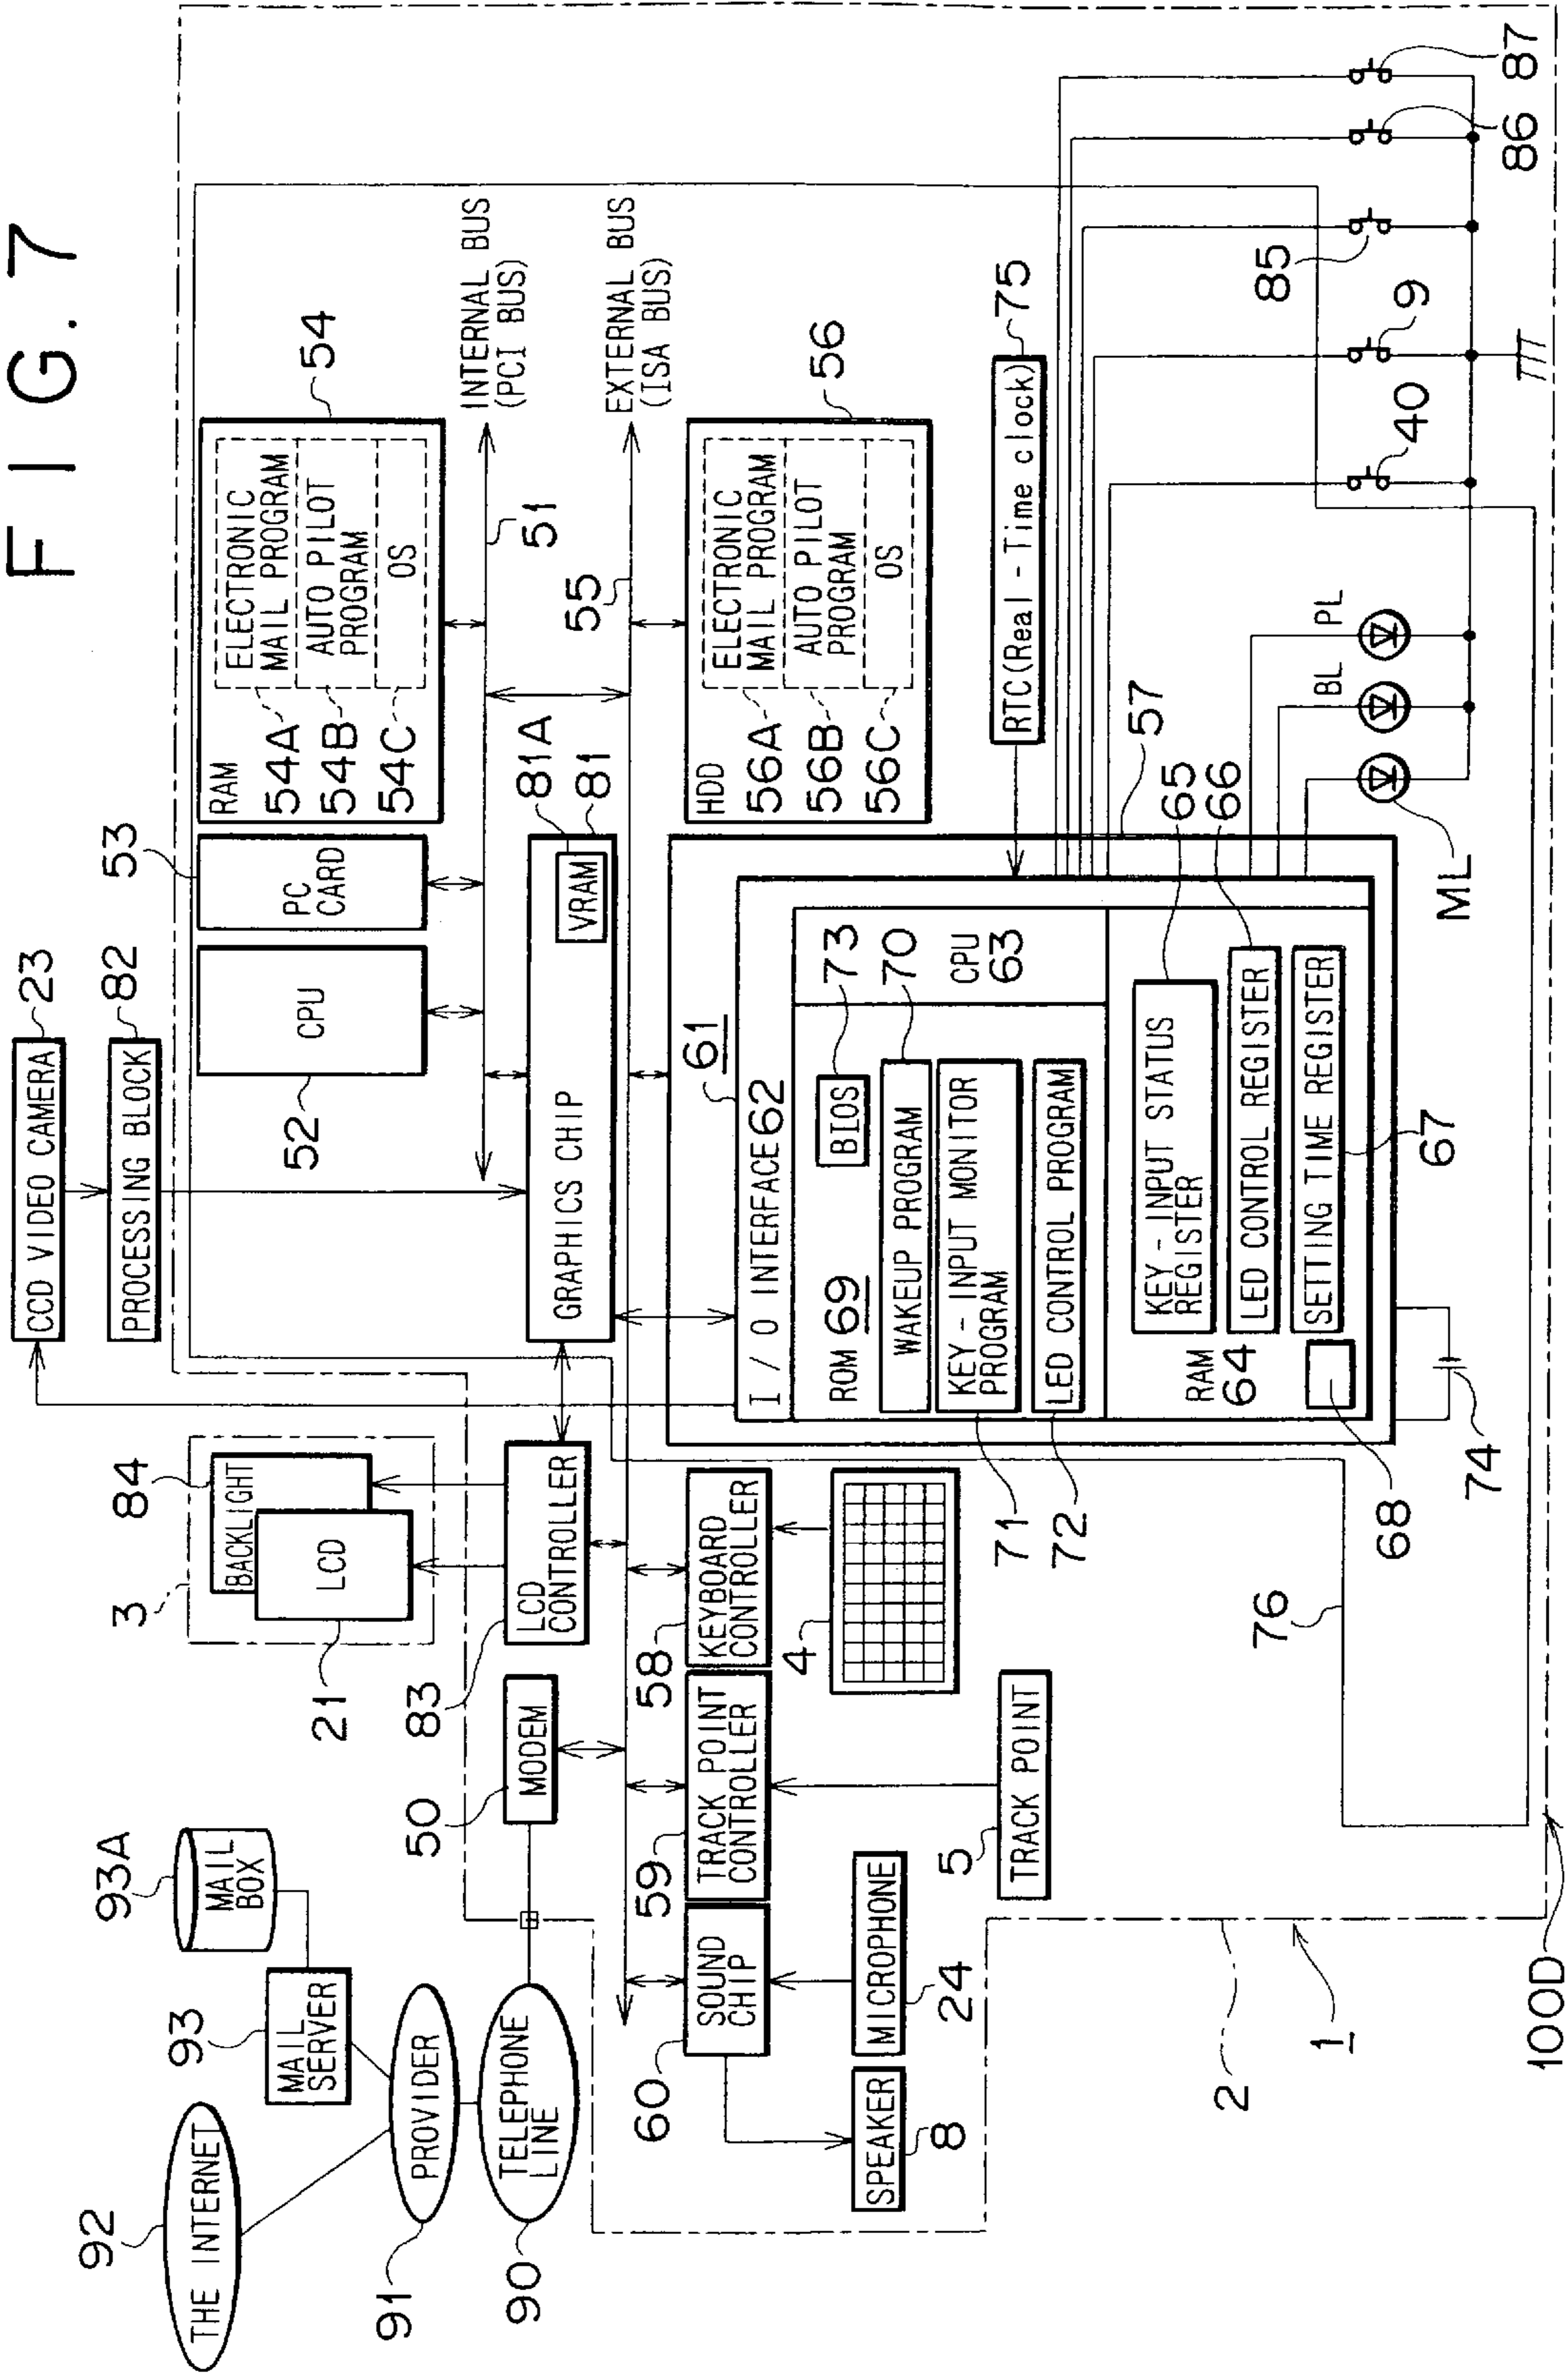 FIG. 7
92
THE INTERNET
93
MAIL
SERVER
93A
MAIL
BOX
91
PROVIDER
90
TELEPHONE
LINE
50
MODEM
3
84
BACKLIGHT
LCD
21
83
LCD
CONTROLLER
CCD VIDEO CAMERA
23
PROCESSING BLOCK
82
CPU
52
PC
CARD
53
RAM
54
ELECTRONIC
MAIL PROGRAM
AUTO PILOT
PROGRAM
OS
54A
54B
54C
INTERNAL BUS
(PCI BUS)
51
GRAPHICS CHIP
VRAM
81A
81
EXTERNAL BUS
(ISA BUS)
55
HDD
56
ELECTRONIC
MAIL PROGRAM
AUTO PILOT
PROGRAM
OS
56A
56B
56C
60
SOUND
CHIP
59
TRACK POINT
CONTROLLER
58
KEYBOARD
CONTROLLER
SPEAKER
8
MICROPHONE
24
4
5
TRACK POINT
61
I/O INTERFACE 62
ROM 69
BIOS
73
WAKEUP PROGRAM
70
KEY-INPUT MONITOR
PROGRAM
71
LED CONTROL PROGRAM
72
CPU
63
RAM
64
KEY-INPUT STATUS
REGISTER
65
LED CONTROL REGISTER
66
SETTING TIME REGISTER
67
68
57
RTC(Real-Time clock)
75
74
76
ML
BL
PL
40
9
85
86
87
2
1
100D